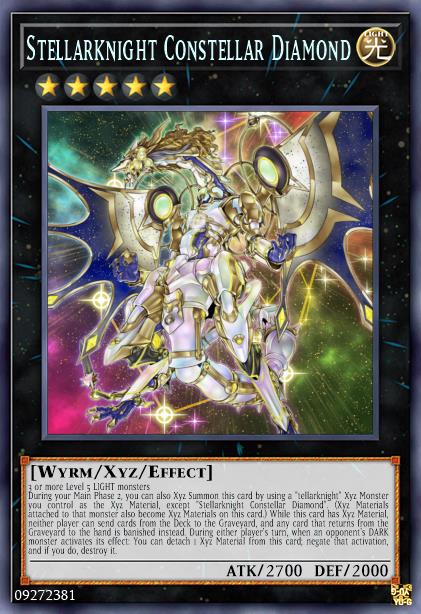 STELLARKNIGHT CONSTELLAR DIAMOND
LIGHT
光
[WYRM/XYZ/EFFECT]
3 or more Level 5 LIGHT monsters
During your Main Phase 2, you can also Xyz Summon this card by using a "tellarknight" Xyz Monster
you control as the Xyz Material, except "Stellarknight Constellar Diamond". (Xyz Materials
attached to that monster also become Xyz Materials on this card.) While this card has Xyz Material,
neither player can send cards from the Deck to the Graveyard, and any card that returns from the
Graveyard to the hand is banished instead. During either player's turn, when an opponent's DARK
monster activates its effect: You can detach 1 Xyz Material from this card; negate that activation,
and if you do, destroy it.
ATK/2700 DEF/2000
09272381